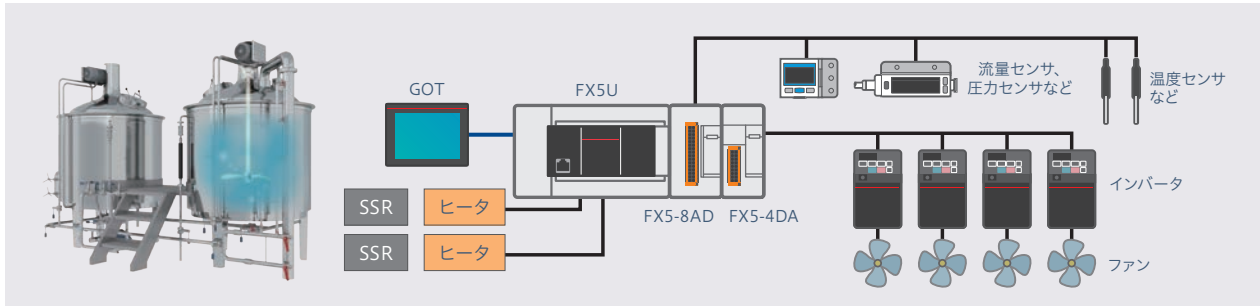 GOT
FX5U
流量センサ、
圧力センサなど
温度センサ
など
SSR
ヒータ
FX5-8AD
FX5-4DA
インバータ
SSR
ヒータ
ファン